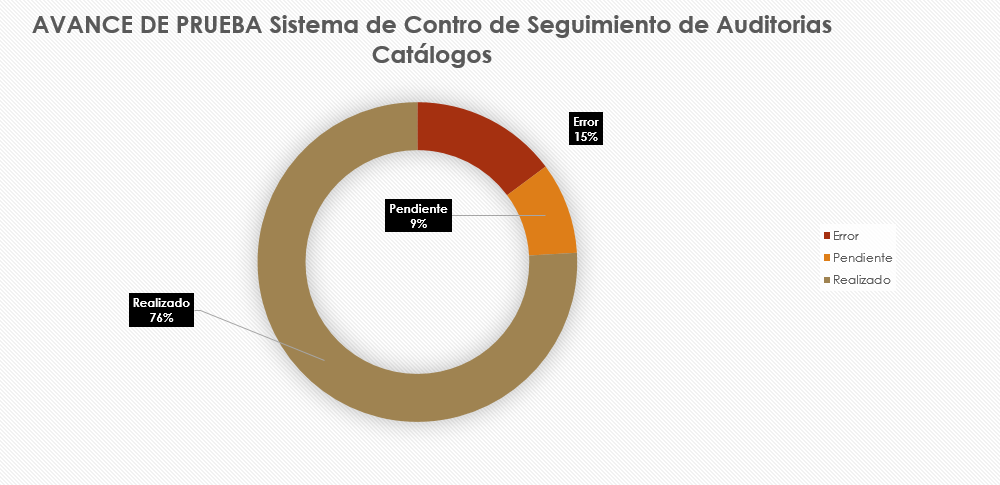 AVANCE DE PRUEBA Sistema de Contro de Seguimiento de Auditorias
Catálogos
Error
15%
Pendiente
9%
Realizado
76%
Error
Pendiente
Realizado